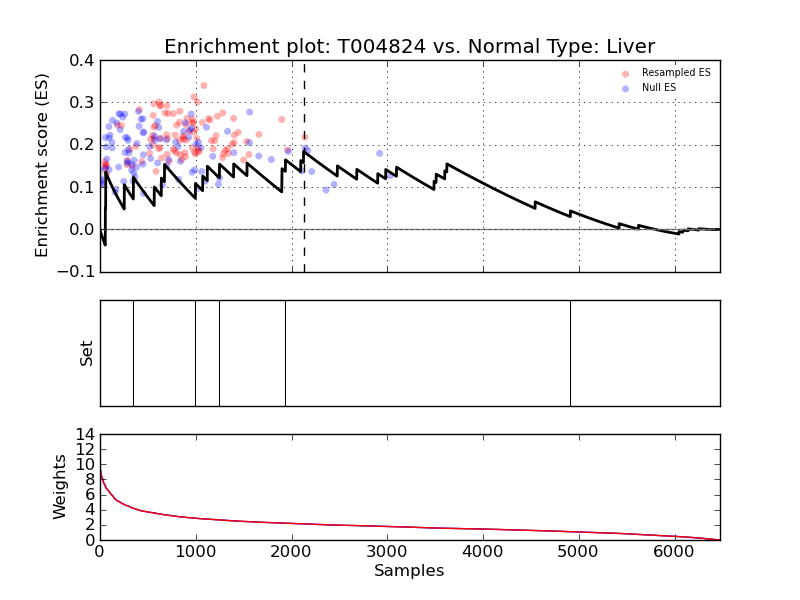 Enrichment plot: T004824 vs. Normal Type: Liver
Enrichment score (ES)
0.4
0.3
0.2
0.1
0.0
−0.1
Resampled ES
Null ES
Set
Weights
14
12
10
8
6
4
2
0
0 1000 2000 3000 4000 5000 6000
Samples